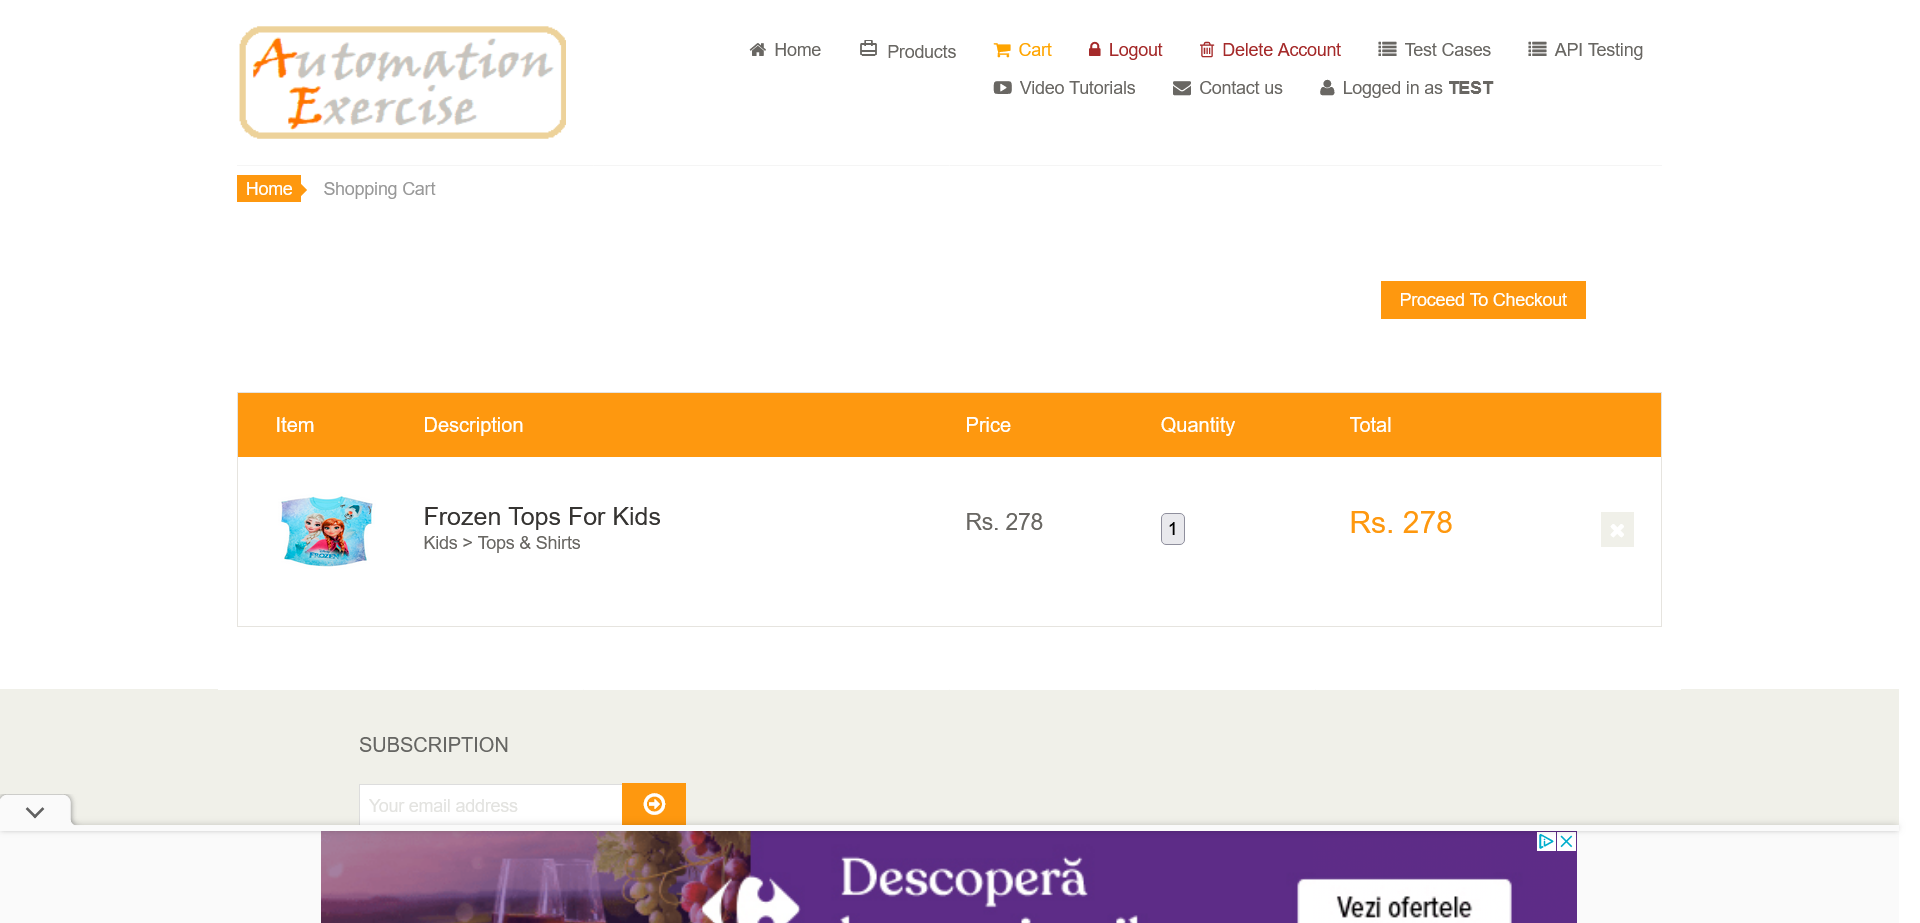 Automation
Exercise
Home
Products
Cart
Logout
Delete Account
Test Cases
API Testing
Video Tutorials
Contact us
Logged in as TEST
Home
Shopping Cart
Proceed To Checkout
Item Description Price Quantity Total
Frozen Tops For Kids
Rs. 278
1
Rs. 278
Kids > Tops & Shirts
FROZEN
SUBSCRIPTION
Your email address
Descoperă
Vezi ofertele